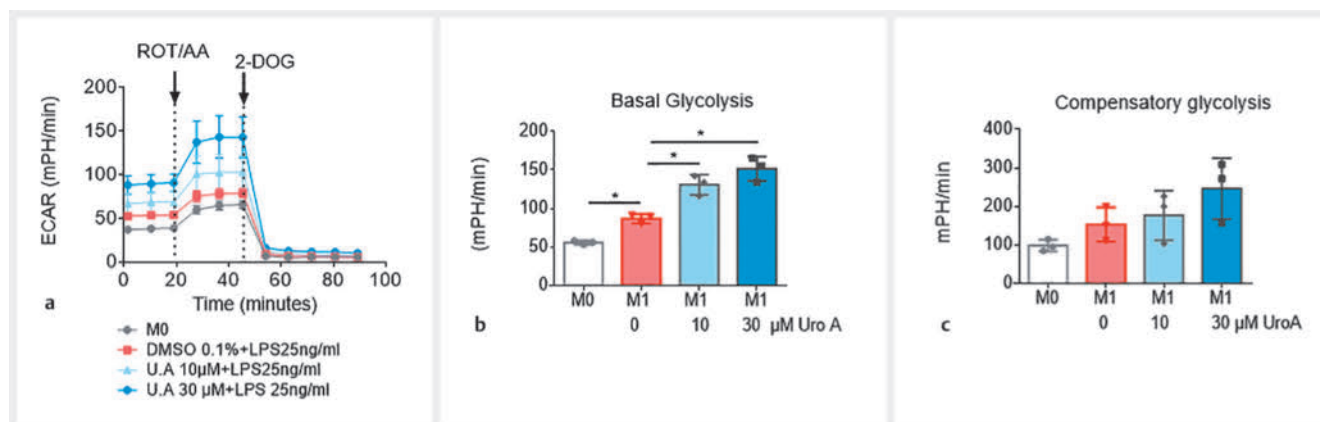 ROT/AA
2-DOG
200
150
100
50
0
ECAR (mPH/min)
0 20 40 60 80 100
Time (minutes)
a
M0
DMSO 0.1%+LPS25ng/ml
U.A 10µM+LPS25ng/ml
U.A 30 µM+LPS 25ng/ml
Basal Glycolysis
200
150
100
50
0
(mPH/min)
*
*
*
M0 M1 M1 M1
0 10 30 µM Uro A
b
Compensatory glycolysis
400
300
200
100
0
mPH/min
M0 M1 M1 M1
0 10 30 µM UroA
c